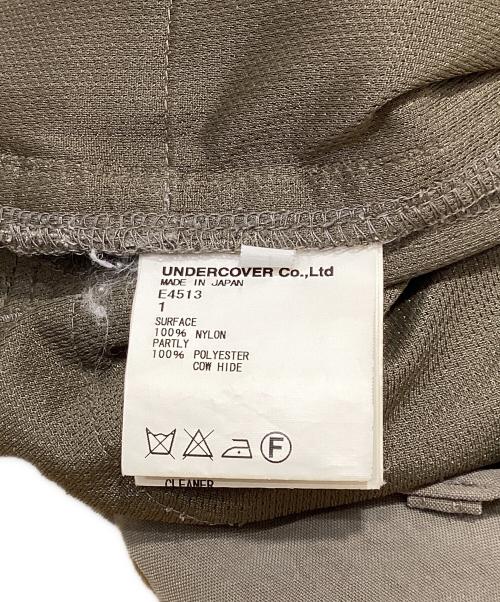 UNDERCOVER Co.,Ltd
MADE IN JAPAN
E4513
1
SURFACE
100% NYLON
PARTLY
100% POLYESTER
COW HIDE
F
CLEANER